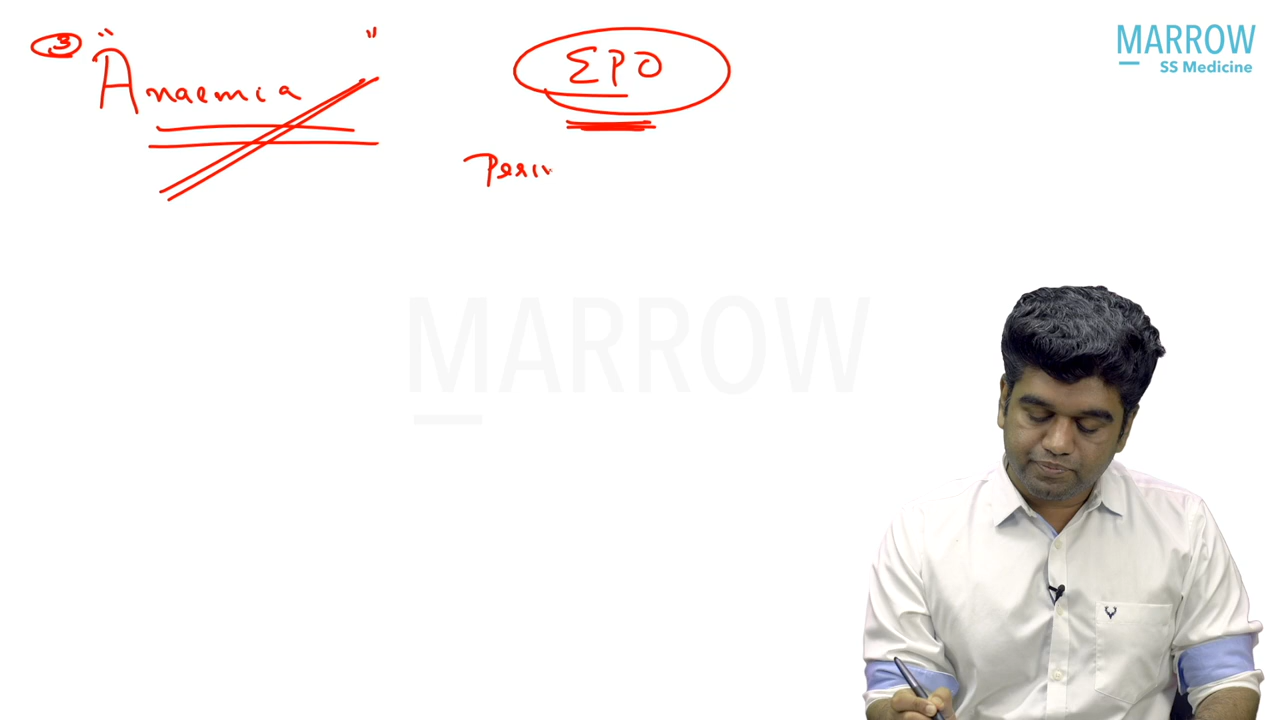 ③ "Anaemia"
EPO
Peri
MARROW
SS Medicine
MARROW